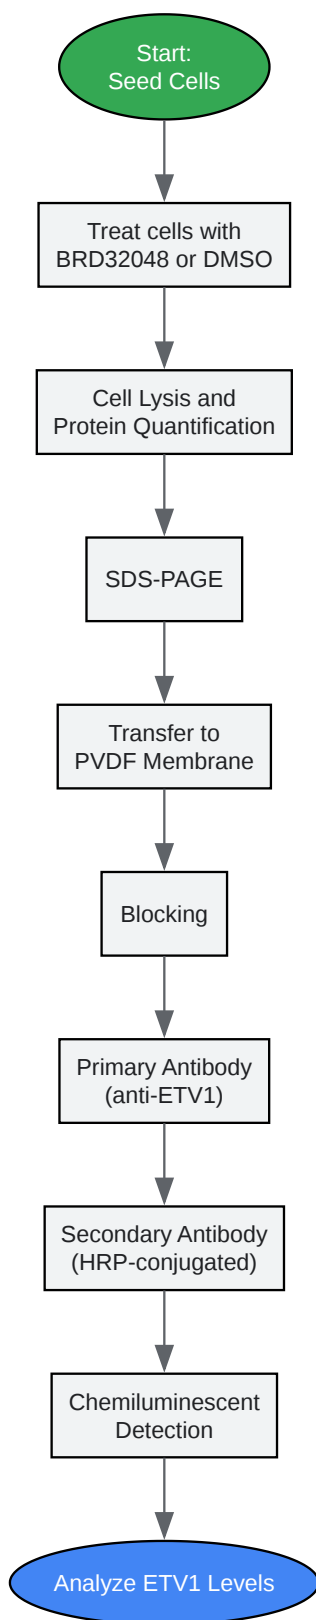 Start:
Seed Cells
Treat cells with
BRD32048 or DMSO
Cell Lysis and
Protein Quantification
SDS-PAGE
Transfer to
PVDF Membrane
Blocking
Primary Antibody
(anti-ETV1)
Secondary Antibody
(HRP-conjugated)
Chemiluminescent
Detection
Analyze ETV1 Levels